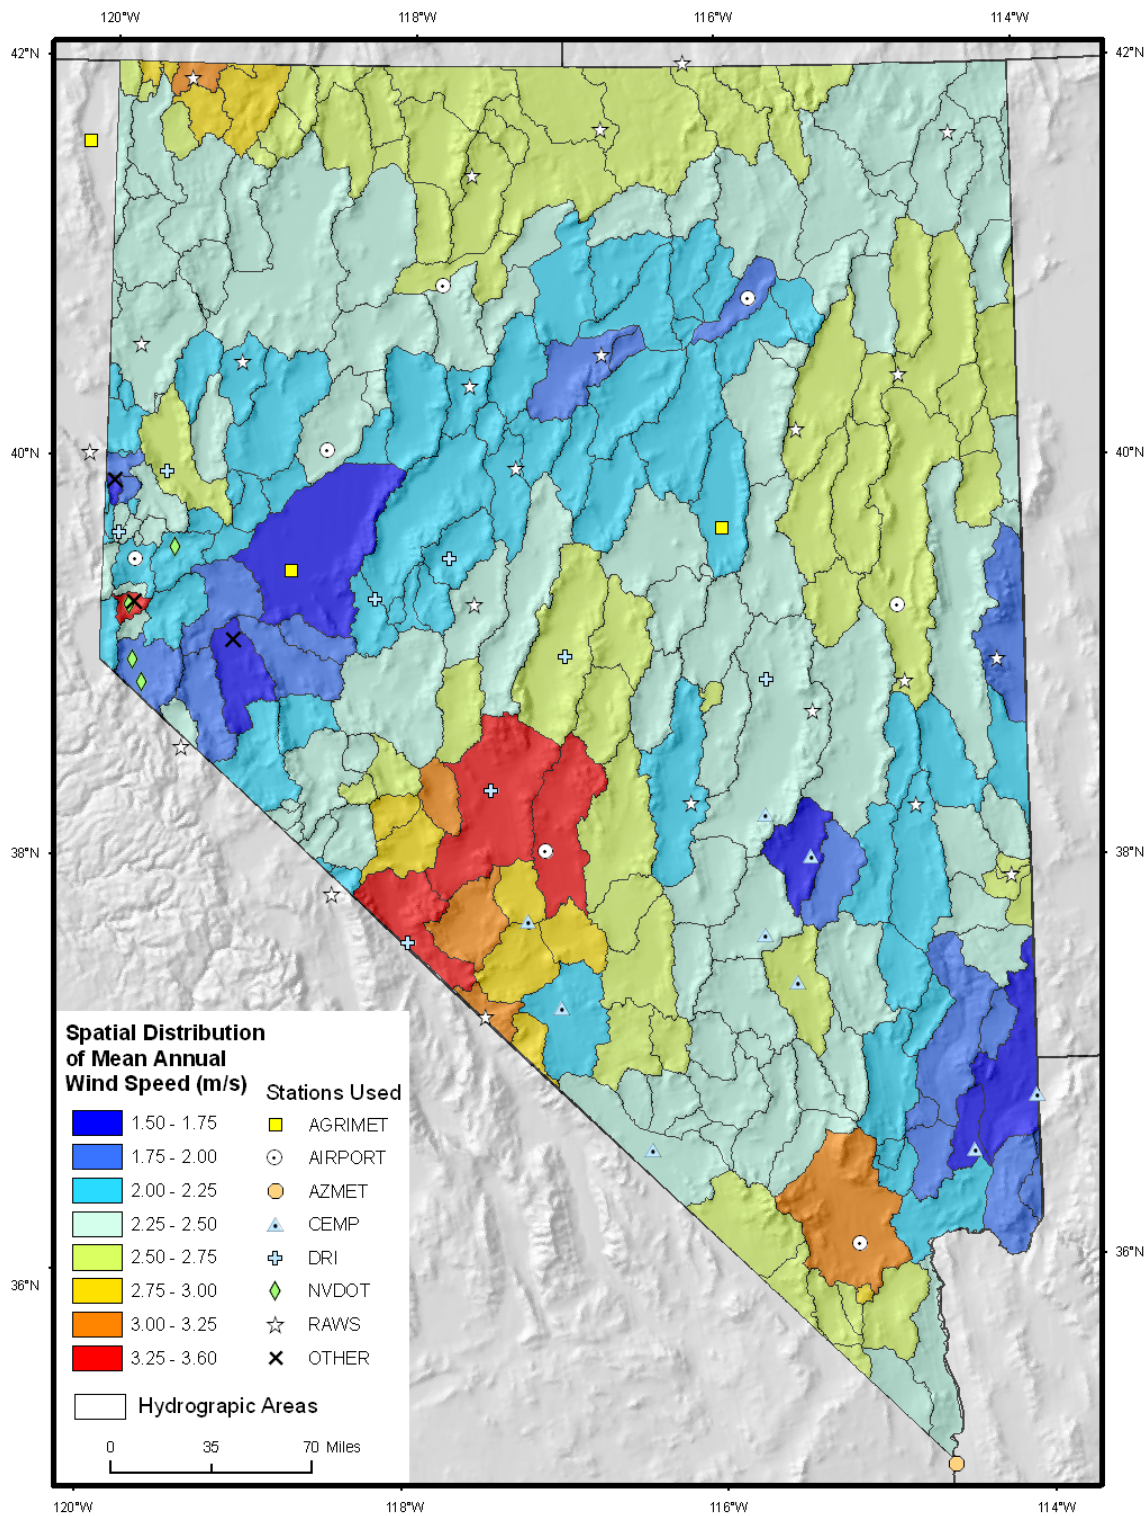 120°W 118°W 116°W 114°W
42°N 42°N
40°N 40°N
38°N 38°N
36°N 36°N
Spatial Distribution
of Mean Annual
Wind Speed (m/s)
1.50 - 1.75
1.75 - 2.00
2.00 - 2.25
2.25 - 2.50
2.50 - 2.75
2.75 - 3.00
3.00 - 3.25
3.25 - 3.60
Stations Used
AGRIMET
AIRPORT
AZMET
CEMP
DRI
NVDOT
RAWS
OTHER
Hydrograpic Areas
0 35 70 Miles
120°W 118°W 116°W 114°W